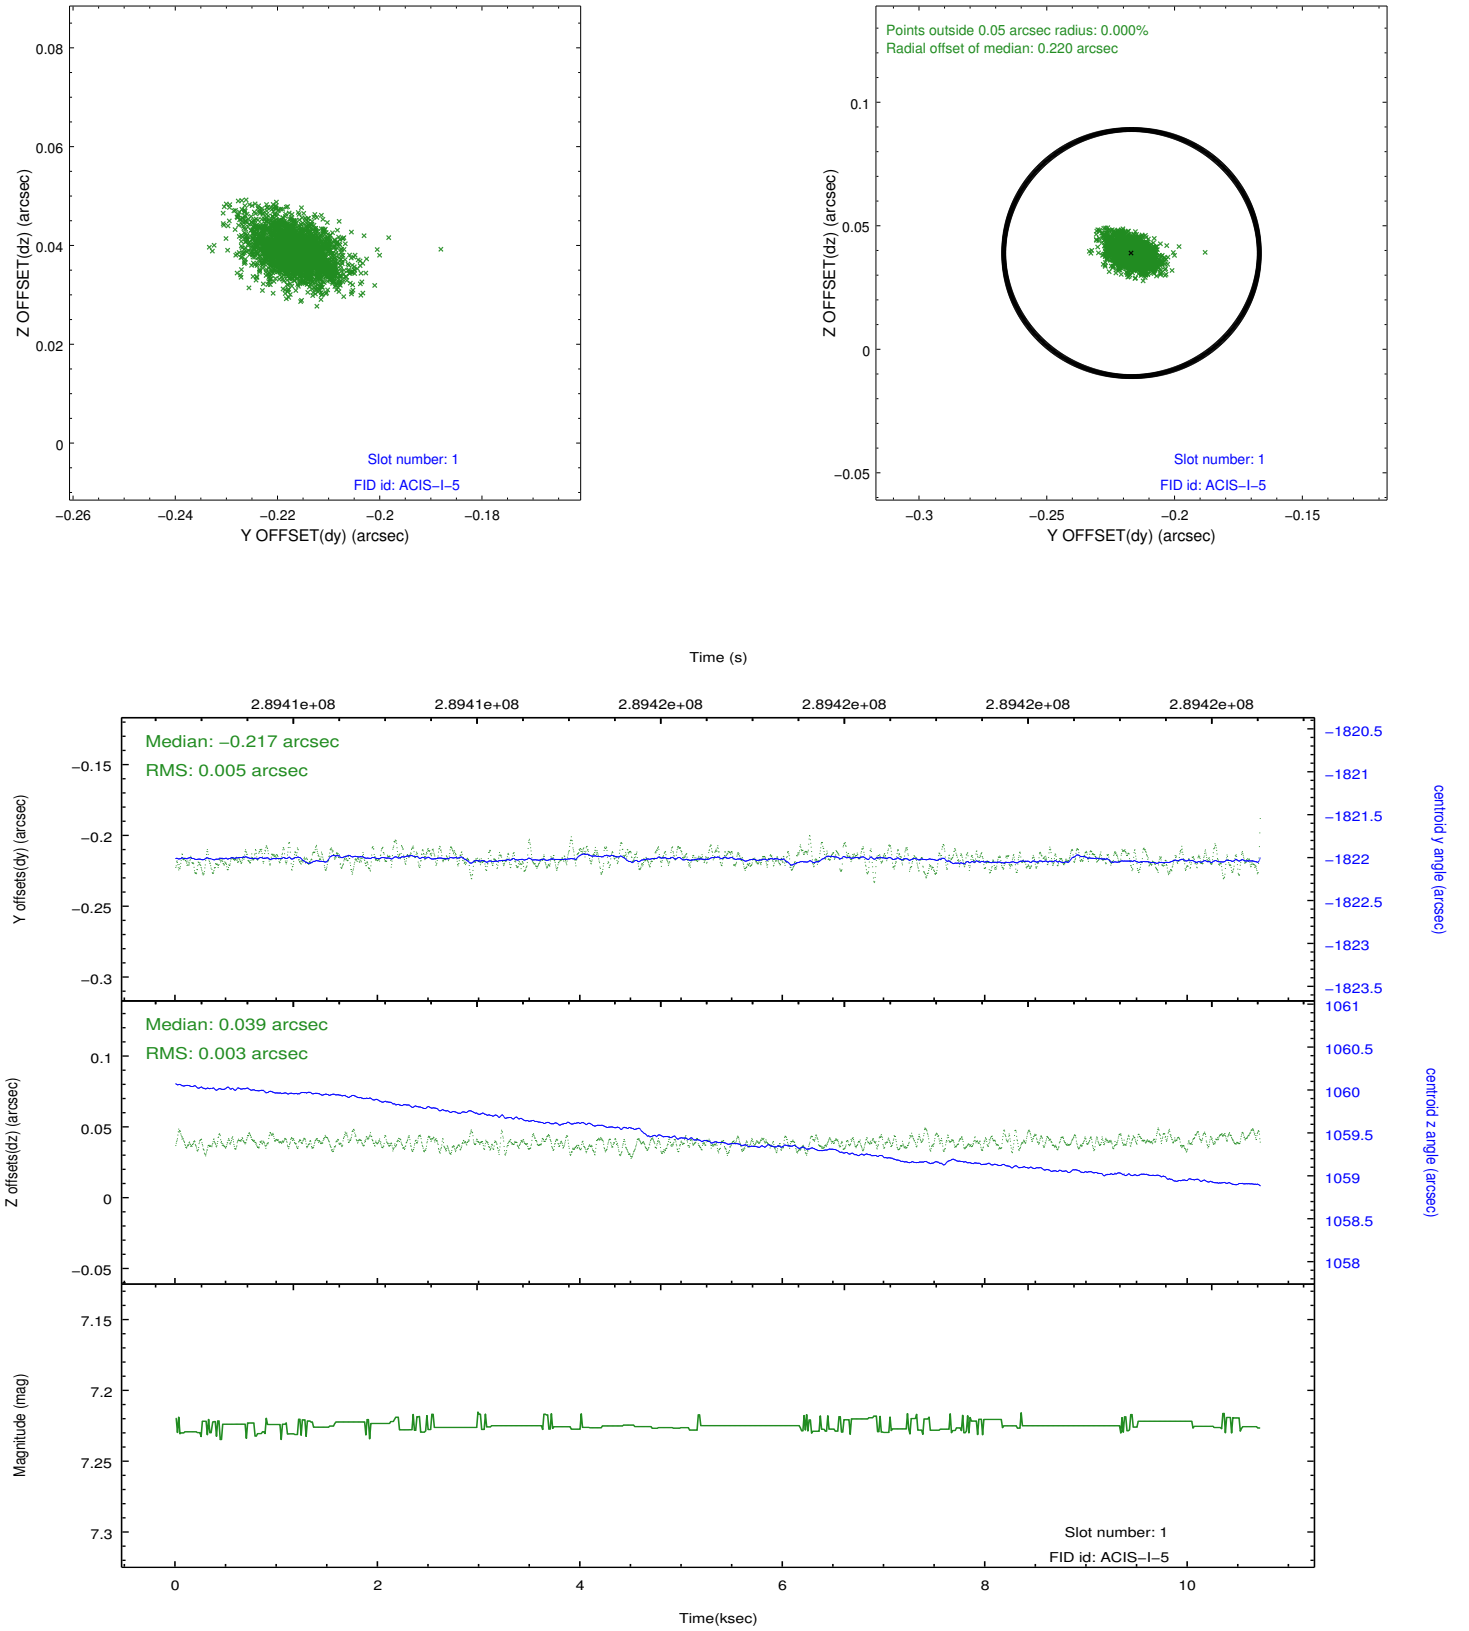 0.08
0.06
0.04
0.02
0
Z OFFSET(dz) (arcsec)
Slot number: 1
FID id: ACIS−I−5
−0.26
−0.24
−0.22
−0.2
−0.18
Y OFFSET(dy) (arcsec)
Points outside 0.05 arcsec radius: 0.000%
Radial offset of median: 0.220 arcsec
0.1
0.05
0
−0.05
Z OFFSET(dz) (arcsec)
Slot number: 1
FID id: ACIS−I−5
−0.3
−0.25
−0.2
−0.15
Y OFFSET(dy) (arcsec)
Time (s)
2.8941e+08
2.8941e+08
2.8942e+08
2.8942e+08
2.8942e+08
2.8942e+08
Median: −0.217 arcsec
RMS: 0.005 arcsec
−0.15
−0.2
−0.25
−0.3
Y offsets(dy) (arcsec)
−1820.5
−1821
−1821.5
−1822
−1822.5
−1823
−1823.5
centroid y angle (arcsec)
Median: 0.039 arcsec
RMS: 0.003 arcsec
0.1
0.05
0
−0.05
Z offsets(dz) (arcsec)
1061
1060.5
1060
1059.5
1059
1058.5
1058
centroid z angle (arcsec)
7.15
7.2
7.25
7.3
Magnitude (mag)
Slot number: 1
FID id: ACIS−I−5
0
2
4
6
8
10
Time(ksec)